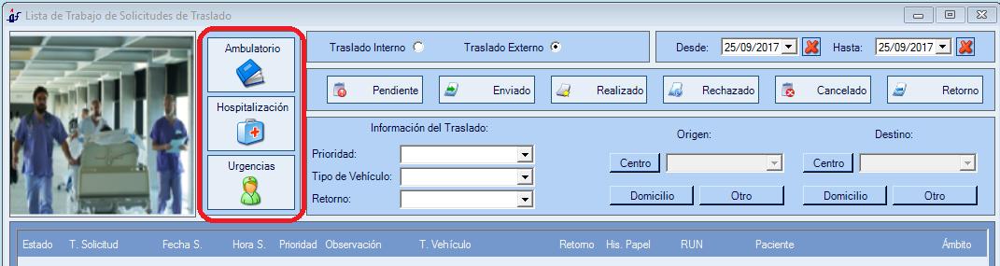 Lista de Trabajo de Solicitudes de Traslado
Ambulatorio
Hospitalización
Urgencias
Traslado Interno Traslado Externo
Desde: 25/09/2017 Hasta: 25/09/2017
Pendiente Enviado Realizado Rechazado Cancelado Retorno
Información del Traslado:
Prioridad:
Tipo de Vehículo:
Retorno:
Origen:
Centro
Domicilio Otro
Destino:
Centro
Domicilio Otro
Estado T. Solicitud Fecha S. Hora S. Prioridad Observación T. Vehículo Retorno His. Papel RUN Paciente Ámbito